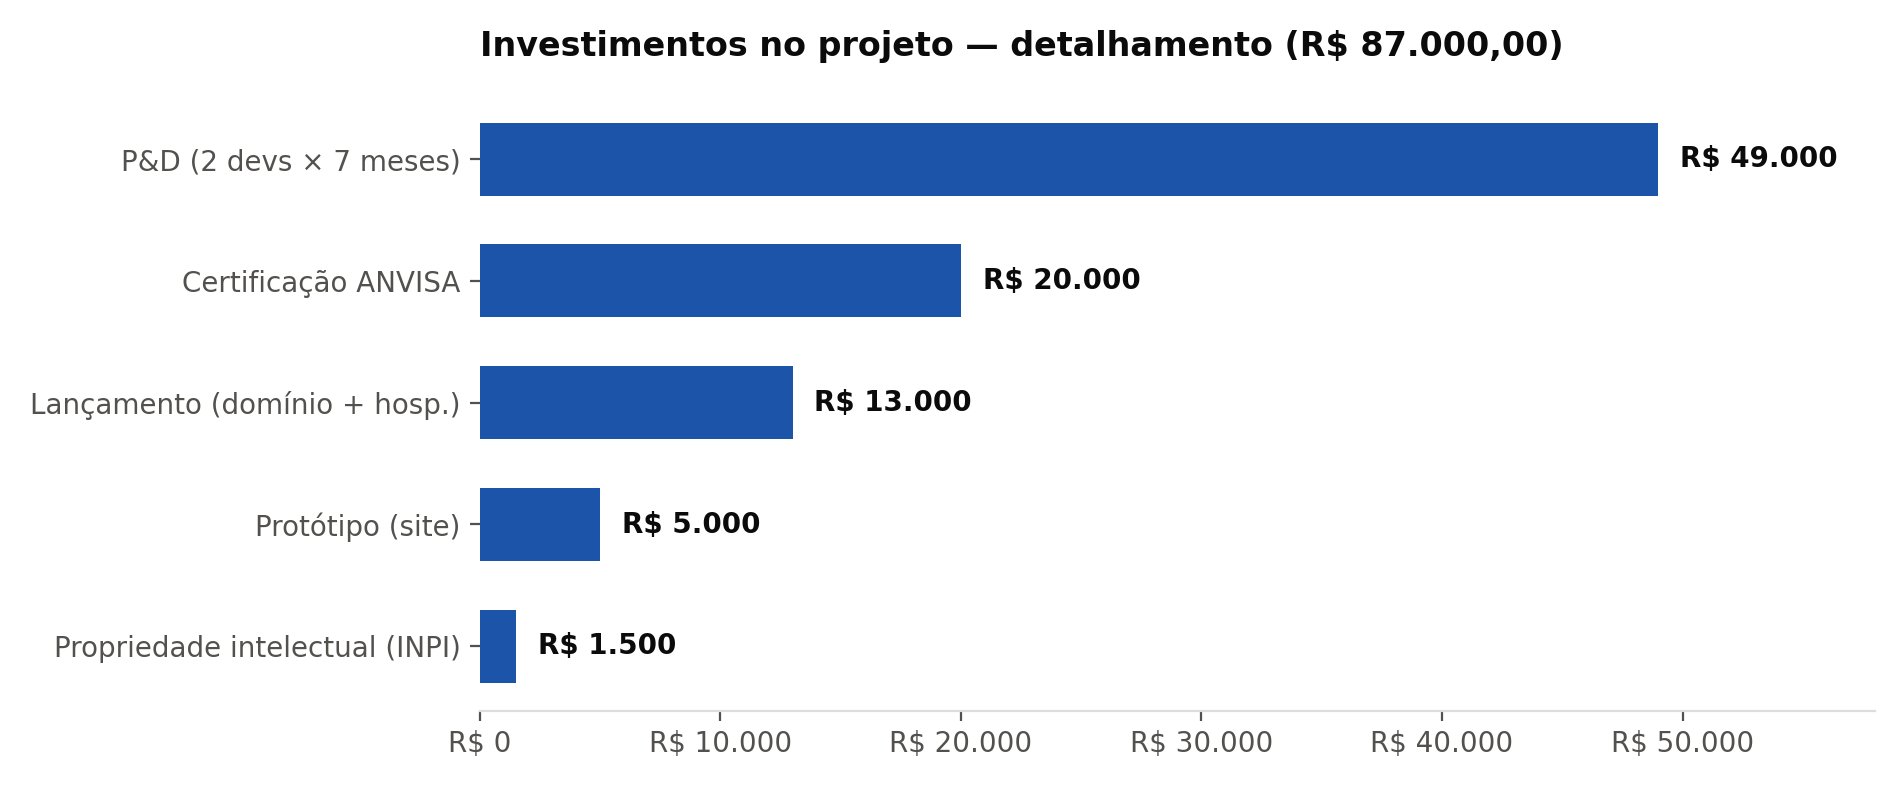 Investimentos no projeto — detalhamento (R$ 87.000,00)
P&D (2 devs × 7 meses)
R$ 49.000
Certificação ANVISA
R$ 20.000
Lançamento (domínio + hosp.)
R$ 13.000
Protótipo (site)
R$ 5.000
Propriedade intelectual (INPI)
R$ 1.500
R$ 0 R$ 10.000 R$ 20.000 R$ 30.000 R$ 40.000 R$ 50.000